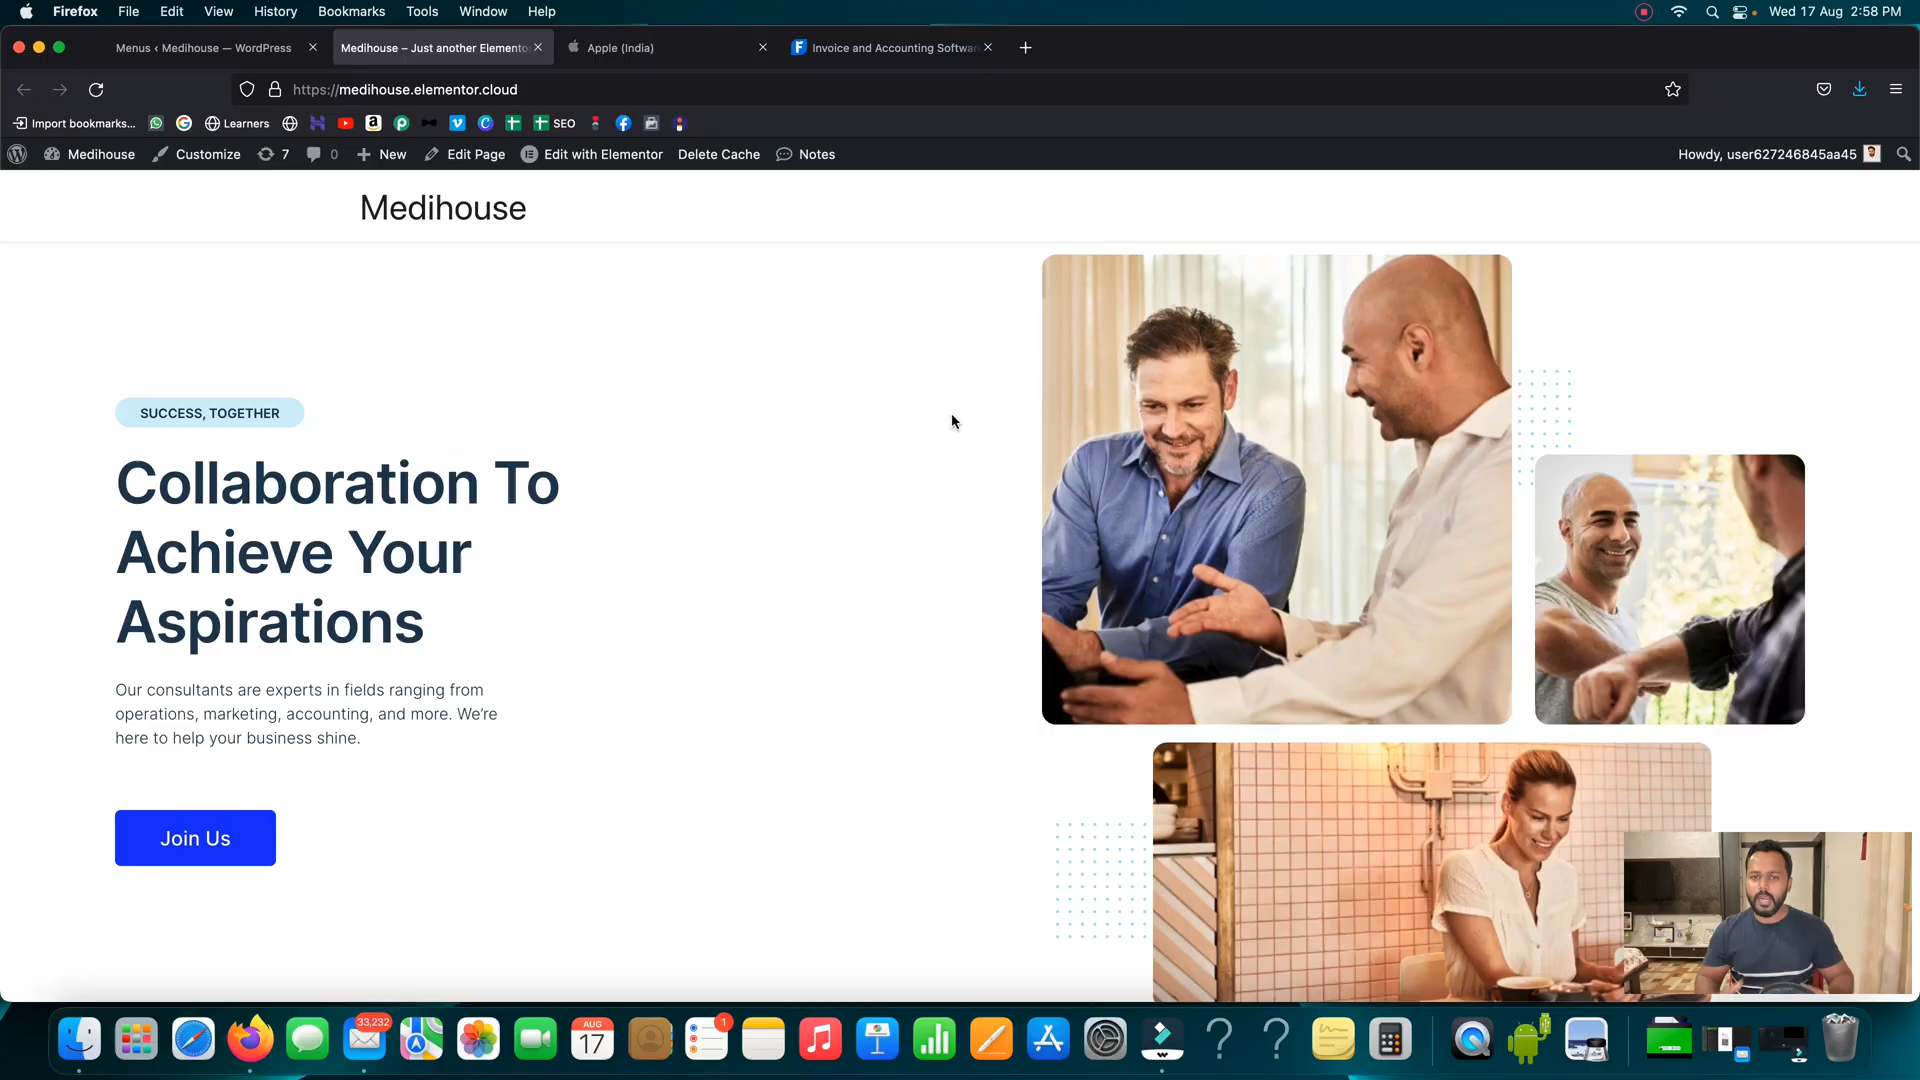 Firefox File Edit View History Bookmarks Tools Window Help Wed 17 Aug 2:58 PM
Menus ‹ Medihouse — WordPress Medihouse – Just another Elemento Apple (India) Invoice and Accounting Softwar
https://medihouse.elementor.cloud
Import bookmarks... Learners SEO
Medihouse Customize 7 0 New Edit Page Edit with Elementor Delete Cache Notes Howdy, user627246845aa45
Medihouse
SUCCESS, TOGETHER
Collaboration To
Achieve Your
Aspirations
Our consultants are experts in fields ranging from
operations, marketing, accounting, and more. We’re
here to help your business shine.
Join Us
33,232
AUG
17
1